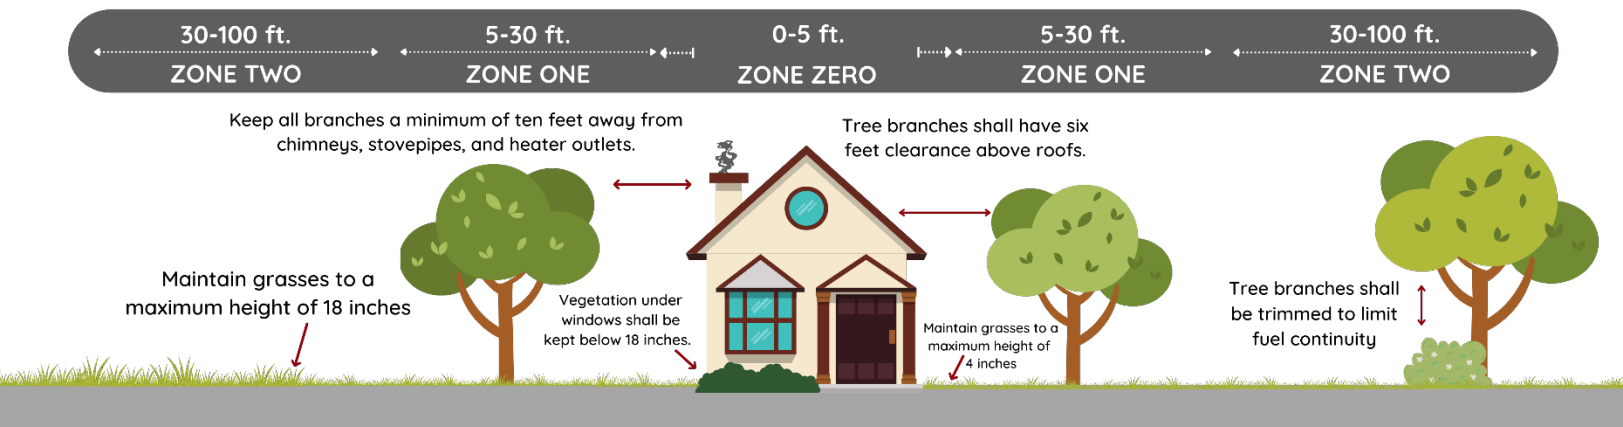 30-100 ft.
5-30 ft.
0-5 ft.
5-30 ft.
30-100 ft.
ZONE TWO
ZONE ONE
ZONE ZERO
ZONE ONE
ZONE TWO
Keep all branches a minimum of ten feet away from
chimneys, stovepipes, and heater outlets.
Tree branches shall have six
feet clearance above roofs.
Maintain grasses to a
maximum height of 18 inches
Vegetation under
windows shall be
kept below 18 inches.
Maintain grasses to a
maximum height of
4 inches
Tree branches shall
be trimmed to limit
fuel continuity